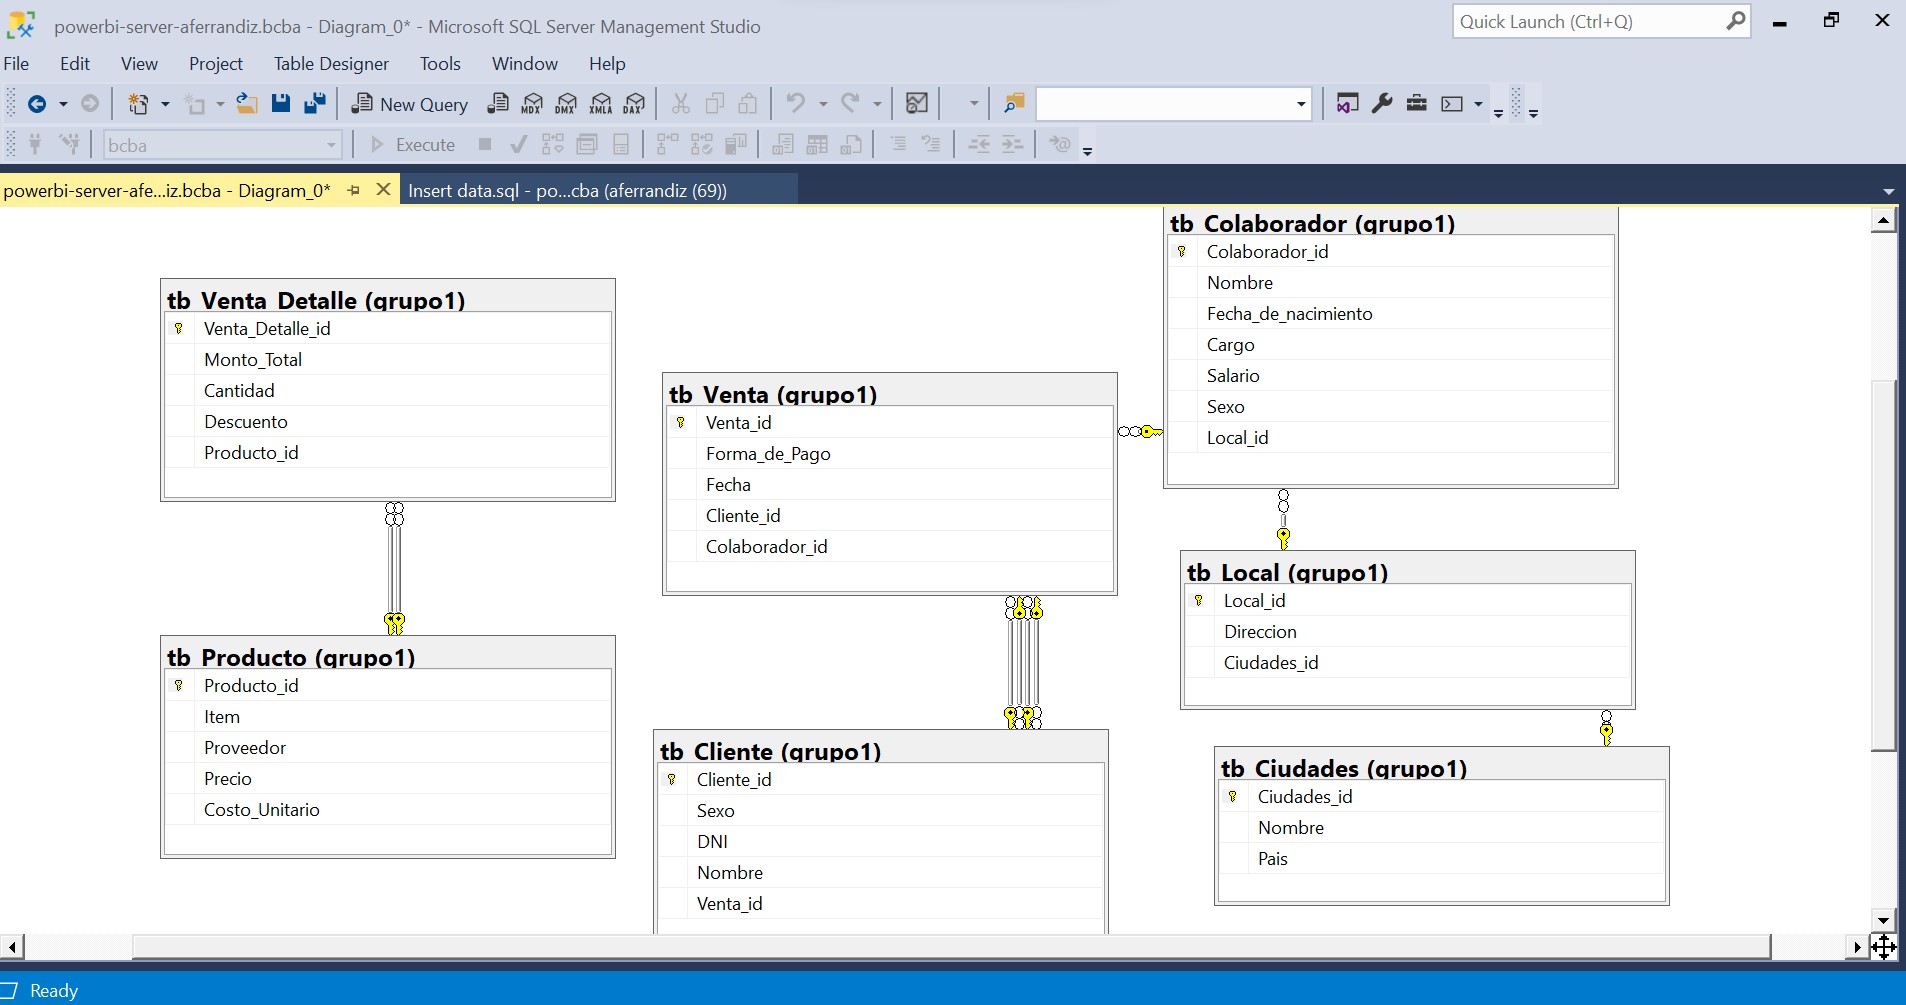 powerbi-server-aferrandiz.bcba - Diagram_0* - Microsoft SQL Server Management Studio
Quick Launch (Ctrl+Q)
File Edit View Project Table Designer Tools Window Help
New Query MDX DMX XMLA DAX
bcba Execute
powerbi-server-afe...iz.bcba - Diagram_0* Insert data.sql - po...cba (aferrandiz (69))
tb_Venta_Detalle (grupo1)
Venta_Detalle_id
Monto_Total
Cantidad
Descuento
Producto_id
tb_Producto (grupo1)
Producto_id
Item
Proveedor
Precio
Costo_Unitario
tb_Venta (grupo1)
Venta_id
Forma_de_Pago
Fecha
Cliente_id
Colaborador_id
tb_Cliente (grupo1)
Cliente_id
Sexo
DNI
Nombre
Venta_id
tb_Colaborador (grupo1)
Colaborador_id
Nombre
Fecha_de_nacimiento
Cargo
Salario
Sexo
Local_id
tb_Local (grupo1)
Local_id
Direccion
Ciudades_id
tb_Ciudades (grupo1)
Ciudades_id
Nombre
Pais
Ready